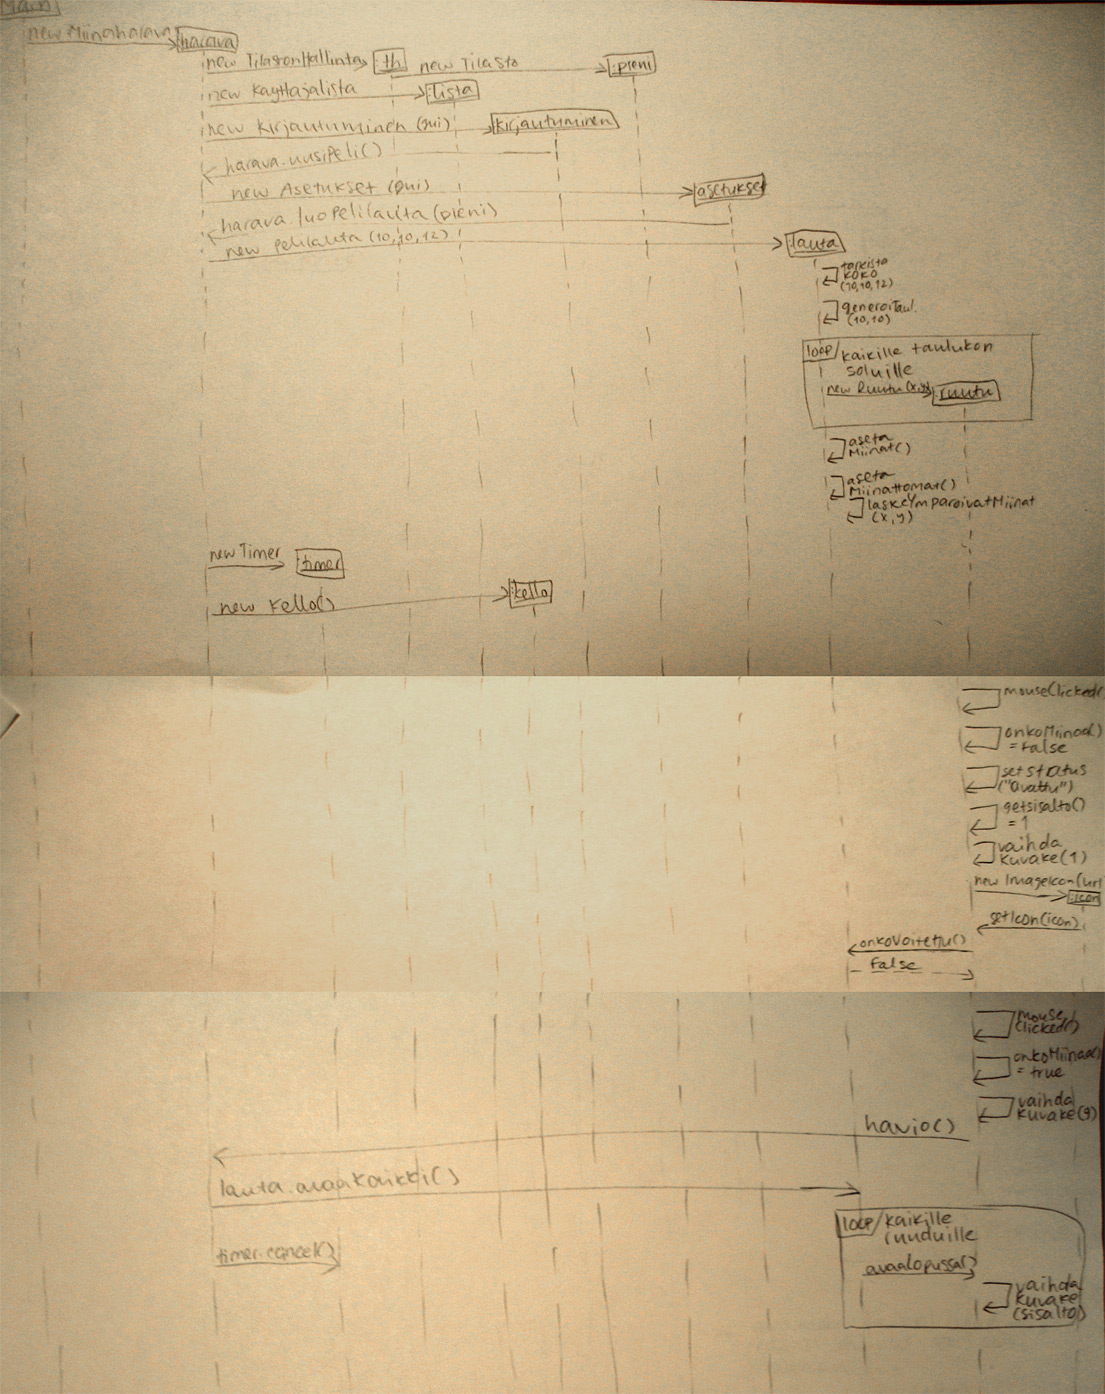 Main
new Miinaharava
:harava
new TilastonHallinta
:th
new Tilasto
:pieni
new Kayttajalista
:lista
new Kirjautuminen (gui)
:kirjautuminen
harava.uusiPeli()
new Asetukset (gui)
:asetukset
harava.luoPelilauta(pieni)
new Pelilauta(10,10,12)
:lauta
tarkista
koko
(10,10,12)
generoiTaul.
(10,10)
loop/ kaikille taulukon
soluille
new Ruutu(x,y)
:ruutu
aseta
Miinat()
aseta
Miinattomat()
laskeYmparoivatMiinat
(x,y)
new Timer
:timer
new Kello()
:kello
mouseClicked(
onkoMiinaa()
= false
setStatus
("Avattu")
getsisalto()
= 1
vaihda
kuvake(1)
new ImageIcon(url
:icon
setIcon(icon)
onkoVoitettu()
false
mouse
Clicked()
onkoMiinaa()
= true
vaihda
kuvake(9)
havio()
lauta.avaaKaikki()
loop/ kaikille
ruuduille
timer.cancel()
avaaLopussa()
vaihda
kuvake
(sisalto)